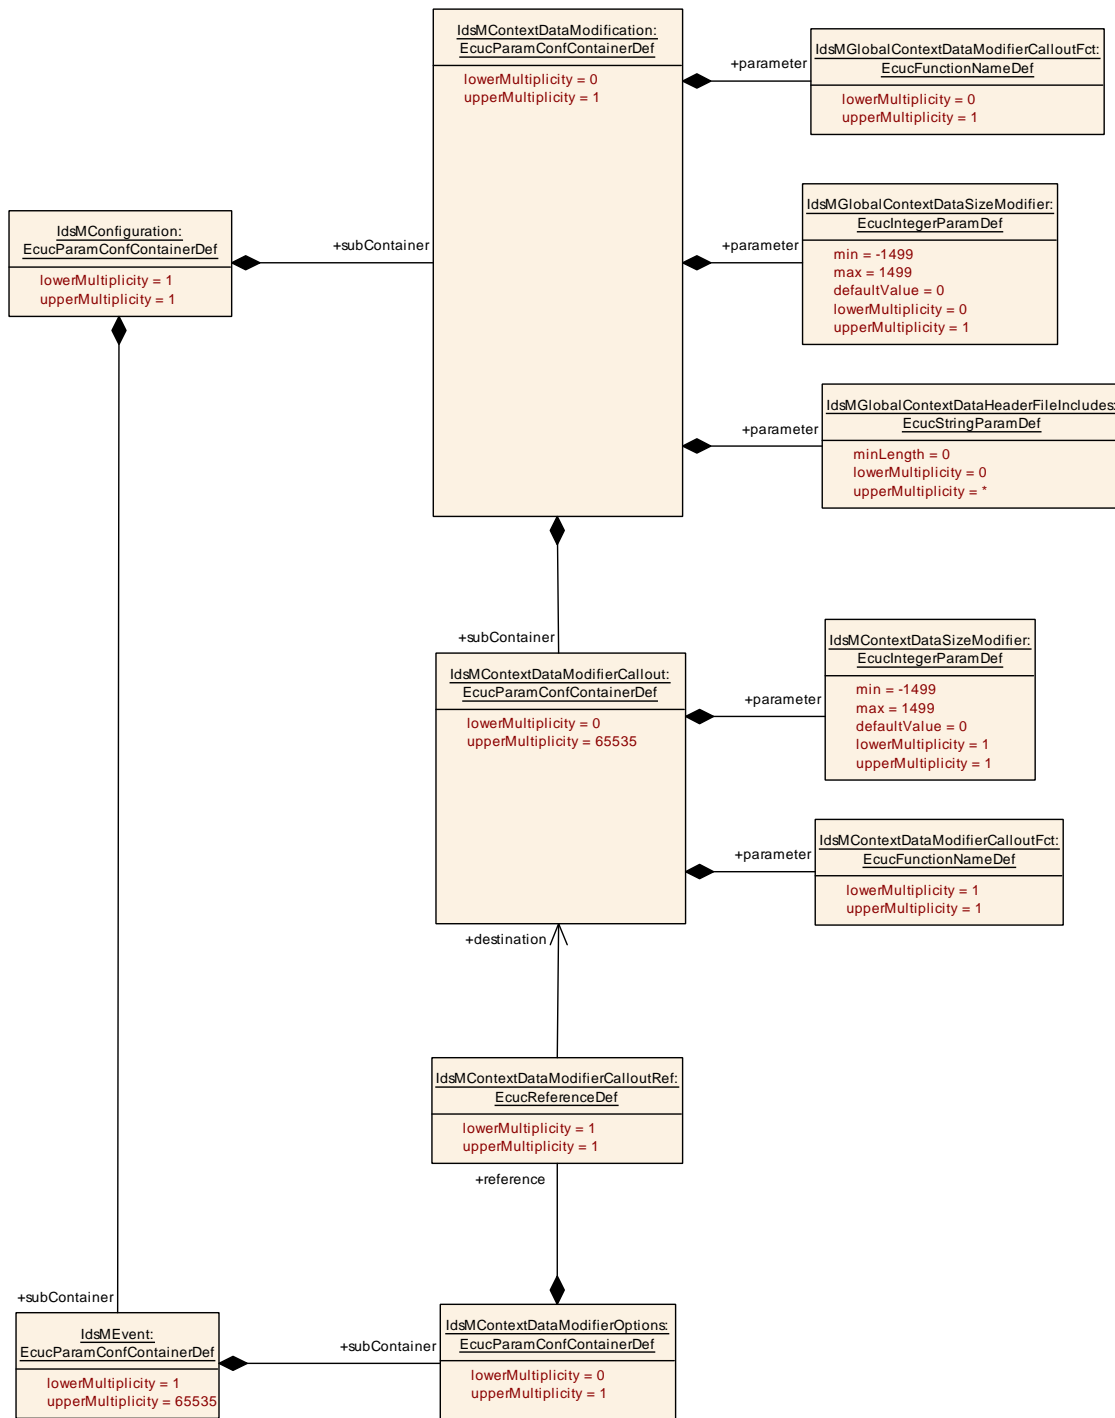 IdsMContextDataModification:
EcucParamConfContainerDef
lowerMultiplicity = 0
upperMultiplicity = 1
+parameter
IdsMGlobalContextDataModifierCalloutFct:
EcucFunctionNameDef
lowerMultiplicity = 0
upperMultiplicity = 1
IdsMConfiguration:
EcucParamConfContainerDef
lowerMultiplicity = 1
upperMultiplicity = 1
+subContainer
+parameter
IdsMGlobalContextDataSizeModifier:
EcucIntegerParamDef
min = -1499
max = 1499
defaultValue = 0
lowerMultiplicity = 0
upperMultiplicity = 1
+parameter
IdsMGlobalContextDataHeaderFileIncludes:
EcucStringParamDef
minLength = 0
lowerMultiplicity = 0
upperMultiplicity = *
+subContainer
IdsMContextDataModifierCallout:
EcucParamConfContainerDef
lowerMultiplicity = 0
upperMultiplicity = 65535
+parameter
IdsMContextDataSizeModifier:
EcucIntegerParamDef
min = -1499
max = 1499
defaultValue = 0
lowerMultiplicity = 1
upperMultiplicity = 1
+parameter
IdsMContextDataModifierCalloutFct:
EcucFunctionNameDef
lowerMultiplicity = 1
upperMultiplicity = 1
+destination
IdsMContextDataModifierCalloutRef:
EcucReferenceDef
lowerMultiplicity = 1
upperMultiplicity = 1
+reference
+subContainer
IdsMEvent:
EcucParamConfContainerDef
lowerMultiplicity = 1
upperMultiplicity = 65535
+subContainer
IdsMContextDataModifierOptions:
EcucParamConfContainerDef
lowerMultiplicity = 0
upperMultiplicity = 1